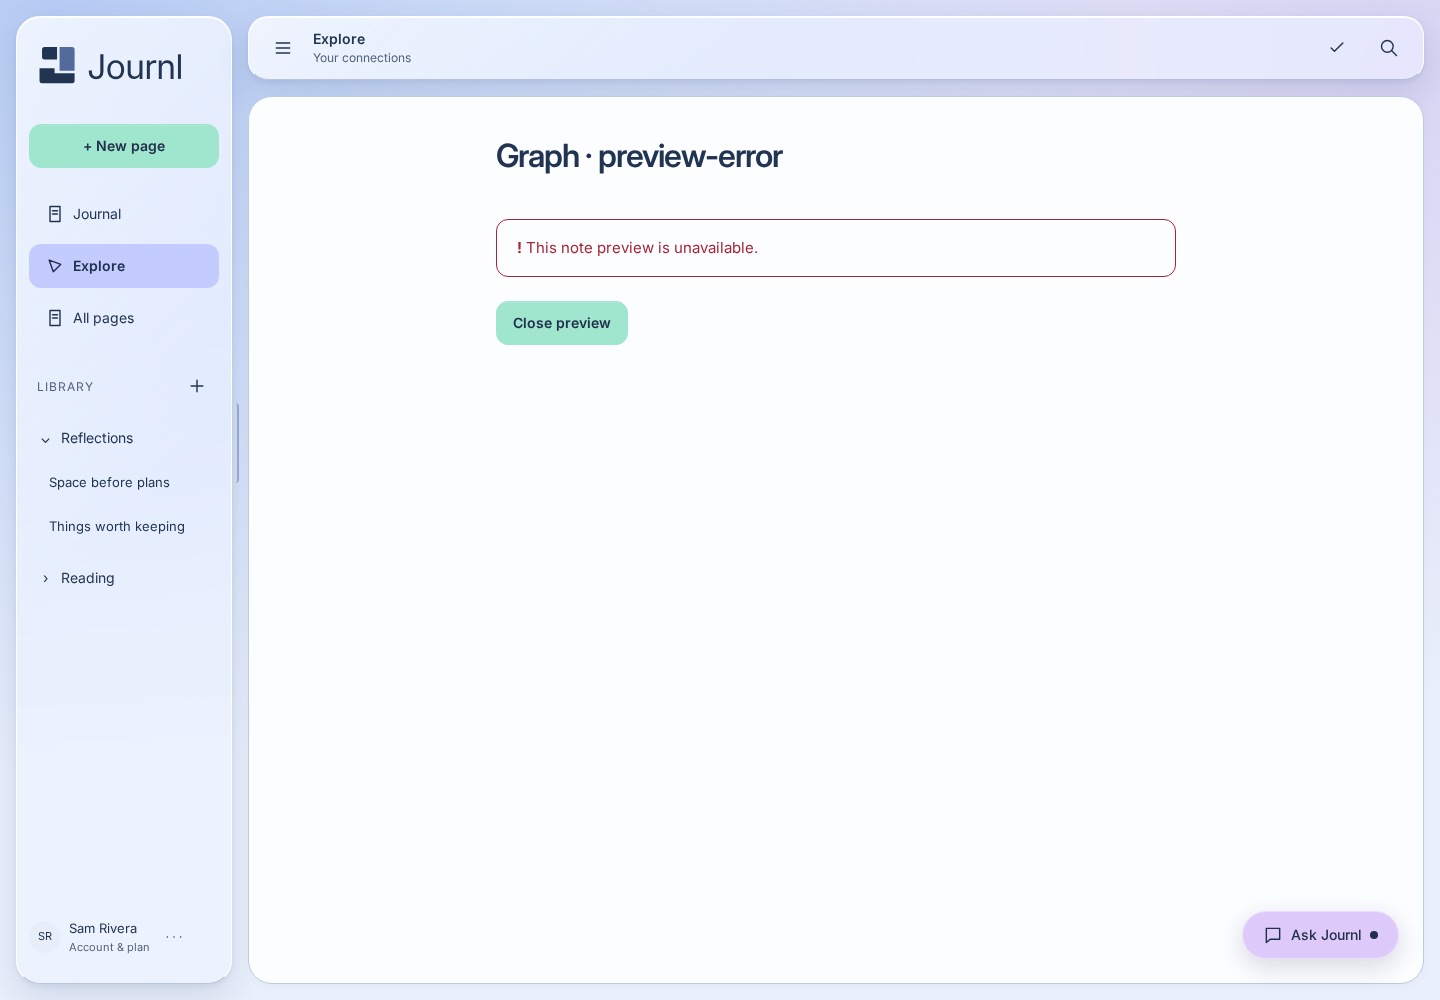 Journl
+ New page
Journal
Explore
All pages
LIBRARY
Reflections
Space before plans
Things worth keeping
Reading
SR
Sam Rivera
Account & plan
...
Explore
Your connections
Graph · preview-error
! This note preview is unavailable.
Close preview
Ask Journl